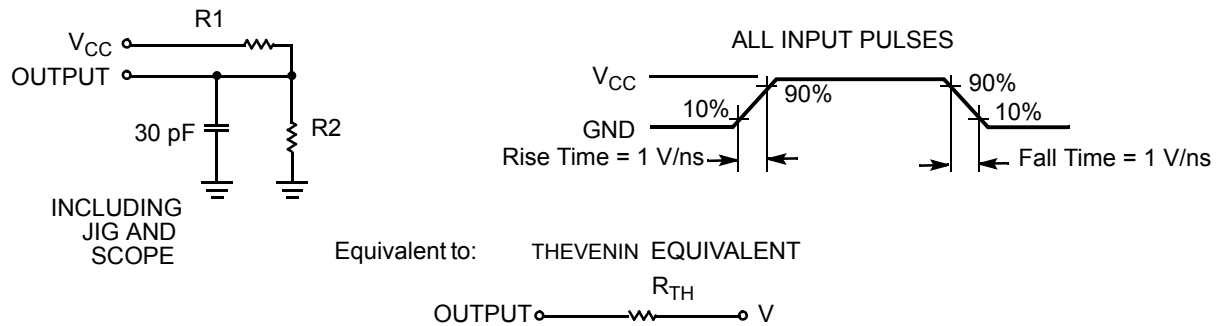 R1
VCC
OUTPUT
30 pF
R2
INCLUDING
JIG AND
SCOPE
ALL INPUT PULSES
VCC
GND
10%
90%
90%
10%
Rise Time = 1 V/ns
Fall Time = 1 V/ns
Equivalent to: THEVENIN EQUIVALENT
RTH
OUTPUT V